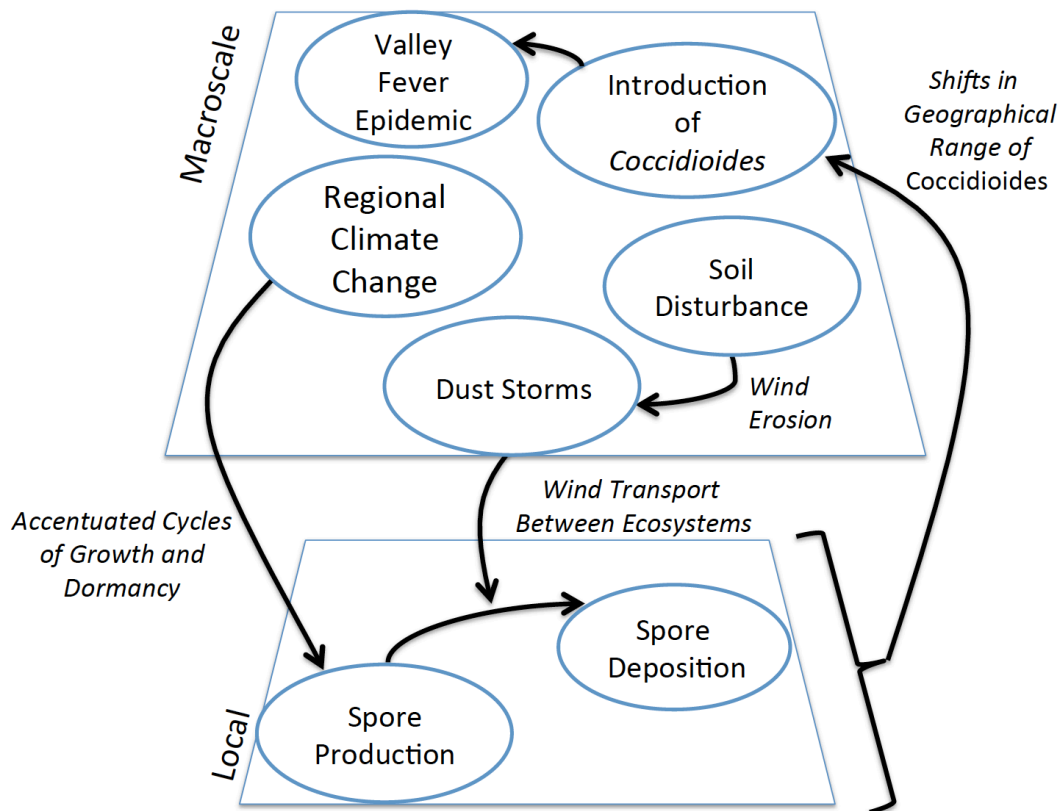 Macroscale
Valley
Fever
Epidemic
Introduction
of
Coccidioides
Shifts in
Geographical
Range of
Coccidioides
Regional
Climate
Change
Soil
Disturbance
Dust Storms
Wind
Erosion
Accentuated Cycles
of Growth and
Dormancy
Wind Transport
Between Ecosystems
Local
Spore
Production
Spore
Deposition